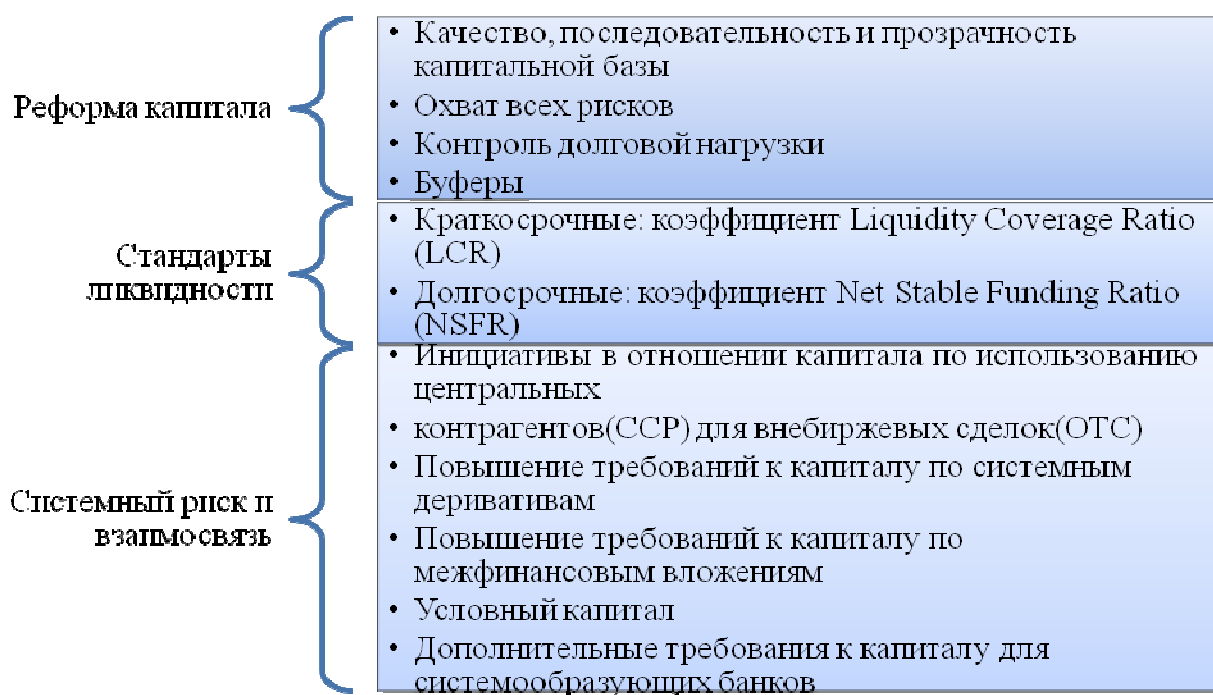 Реформа капитала
• Качество, последовательность и прозрачность
капитальной базы
• Охват всех рисков
• Контроль долговой нагрузки
• Буферы
Стандарты
ликвидности
• Краткосрочные: коэффициент Liquidity Coverage Ratio
(LCR)
• Долгосрочные: коэффициент Net Stable Funding Ratio
(NSFR)
Системный риск и
взаимосвязь
• Инициативы в отношении капитала по использованию
центральных
• контрагентов(ССР) для внебиржевых сделок(ОТС)
• Повышение требований к капиталу по системным
деривативам
• Повышение требований к капиталу по
межфинансовым вложениям
• Условный капитал
• Дополнительные требования к капиталу для
системообразующих банков